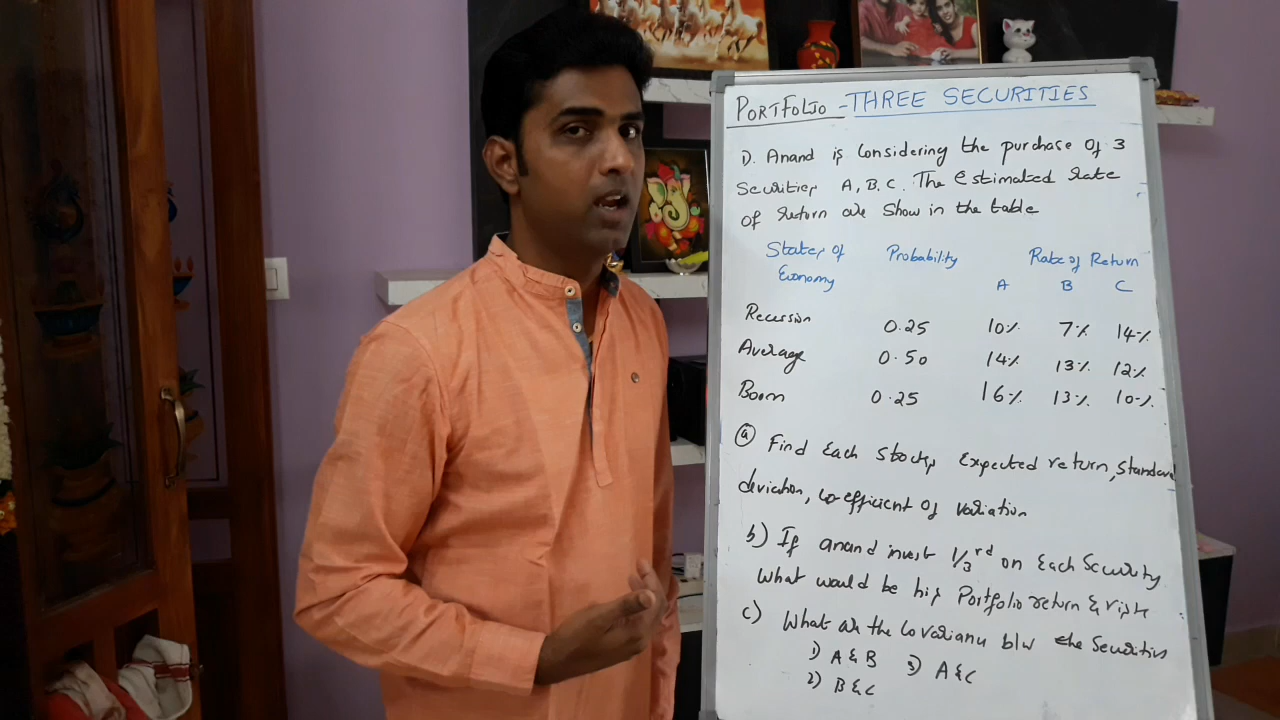 PORTFOLIO - THREE SECURITIES
1). Anand is Considering the purchase of 3
Securities A, B, C. The Estimated rate
of return are Show in the table
States of Probability Rate of Return
Economy A B C
Recession 0.25 10% 7% 14%
Average 0.50 14% 13% 12%
Boom 0.25 16% 13% 10%
(a) Find Each Stocks Expected return, Standard
deviation, Co-efficient of variation
b) If anand invest 1/3rd on Each Security
What would be his Portfolio return & risk
c) What are the Covariance b/w the Securities
1) A & B 3) A & C
2) B & C